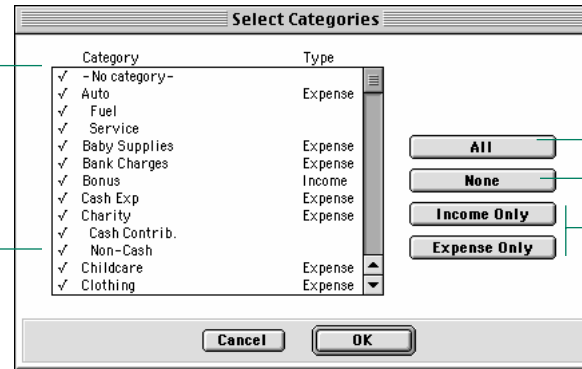 Select Categories
Category Type
✓ -No category-
✓ Auto Expense
✓ Fuel
✓ Service
✓ Baby Supplies Expense
✓ Bank Charges Expense
✓ Bonus Income
✓ Cash Exp Expense
✓ Charity Expense
✓ Cash Contrib.
✓ Non-Cash
✓ Childcare Expense
✓ Clothing Expense
All
None
Income Only
Expense Only
Cancel OK